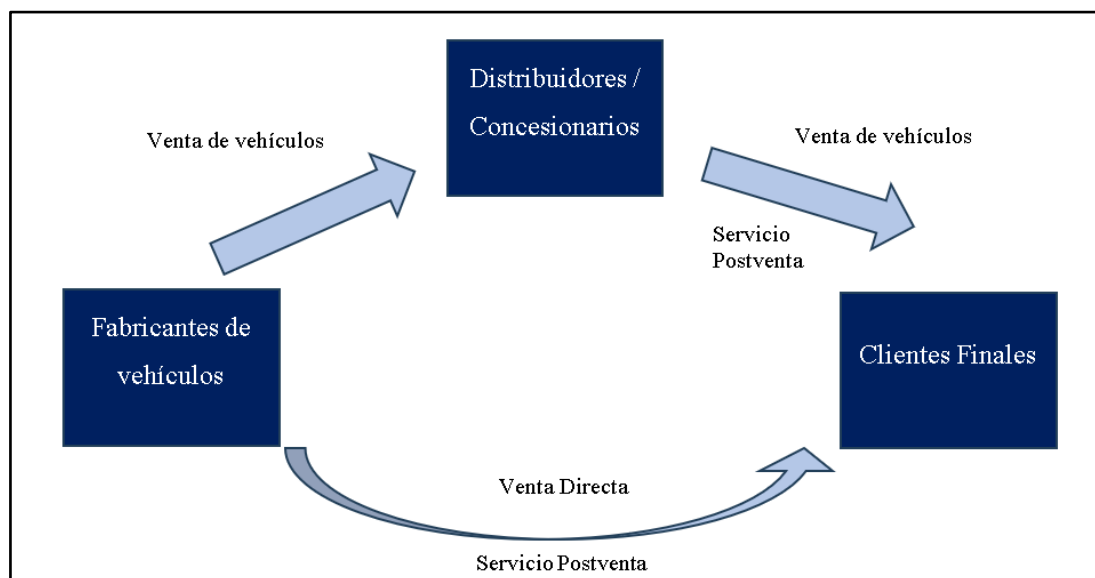 Distribuidores /
Concesionarios
Venta de vehículos
Venta de vehículos
Servicio
Postventa
Fabricantes de
vehículos
Clientes Finales
Venta Directa
Servicio Postventa